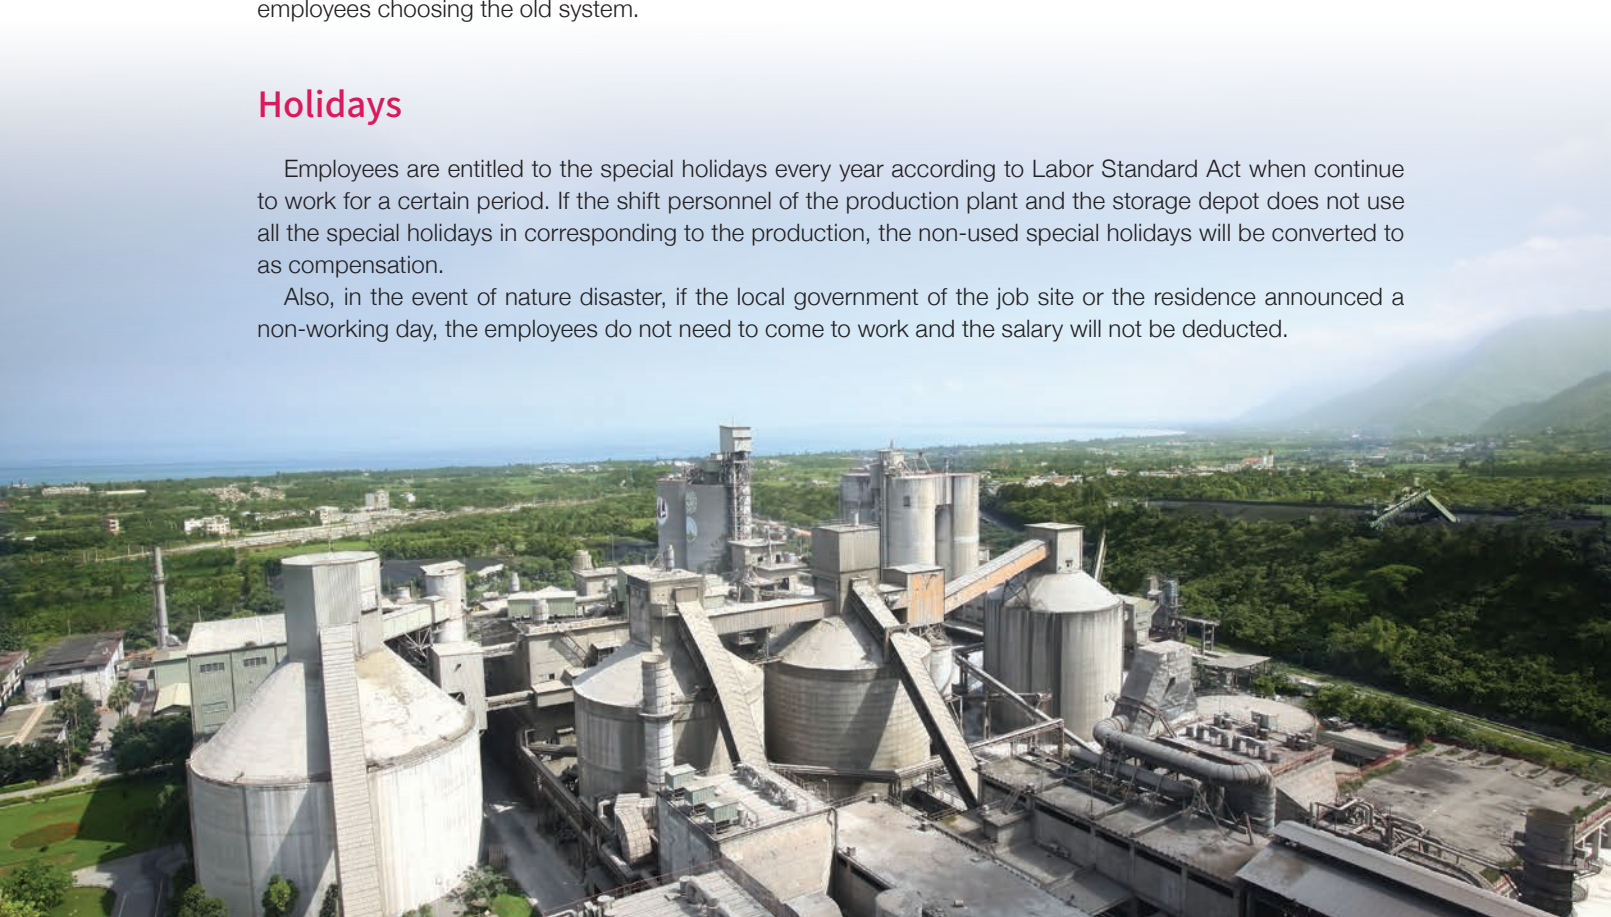 employees choosing the old system.
Holidays
Employees are entitled to the special holidays every year according to Labor Standard Act when continue
to work for a certain period. If the shift personnel of the production plant and the storage depot does not use
all the special holidays in corresponding to the production, the non-used special holidays will be converted to
as compensation.
Also, in the event of nature disaster, if the local government of the job site or the residence announced a
non-working day, the employees do not need to come to work and the salary will not be deducted.